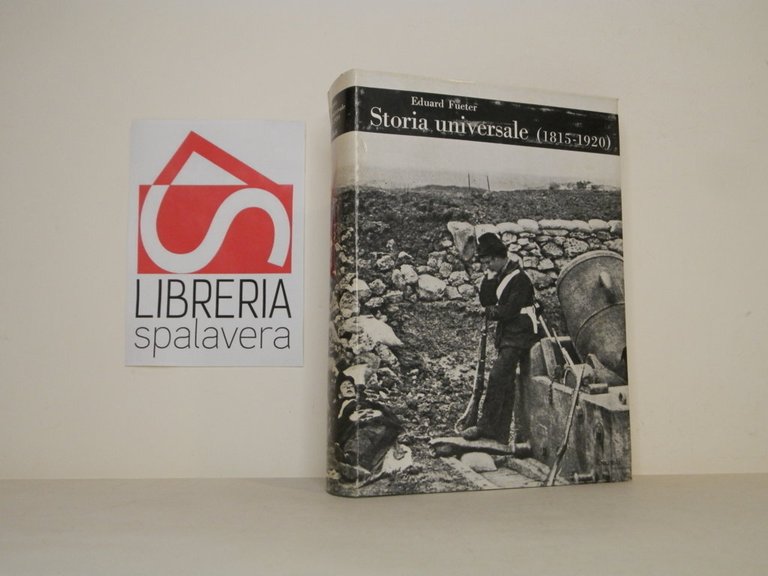 LIBRERIA
spalavera
Eduard Fueter
Storia universale (1815-1920)